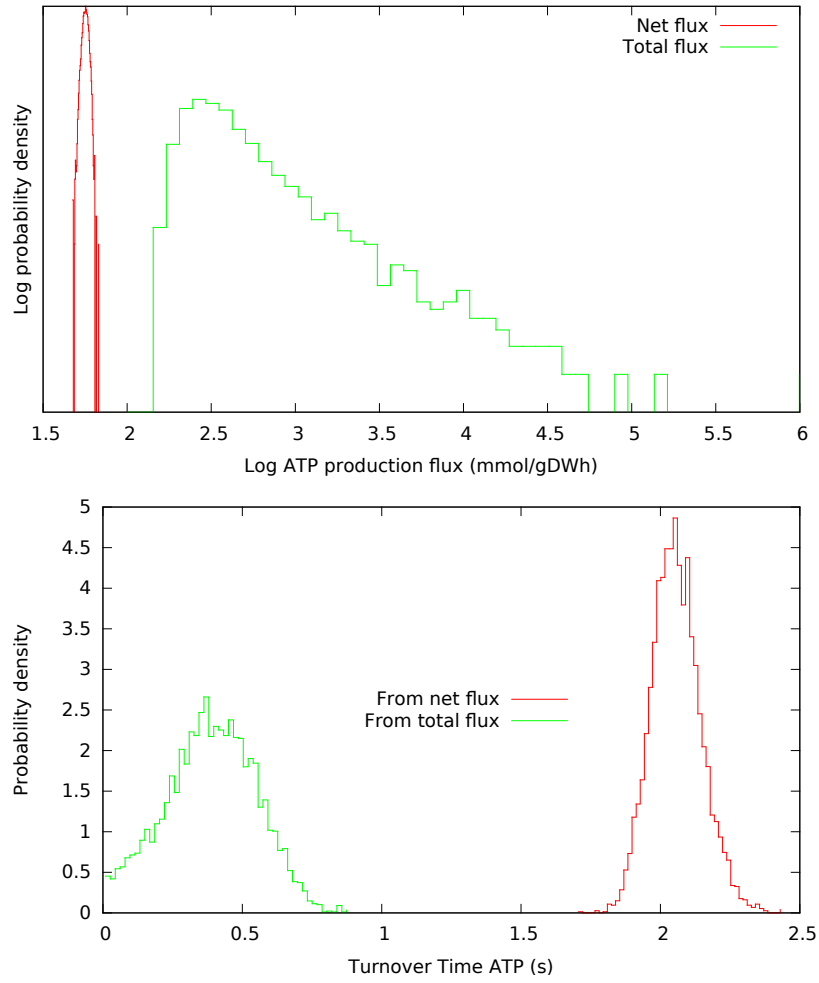 Net flux
Total flux
Log probability density
1.5 2 2.5 3 3.5 4 4.5 5 5.5 6
Log ATP production flux (mmol/gDWh)
5
4.5
4
3.5
3
2.5
2
1.5
1
0.5
0
Probability density
From net flux
From total flux
0 0.5 1 1.5 2 2.5
Turnover Time ATP (s)